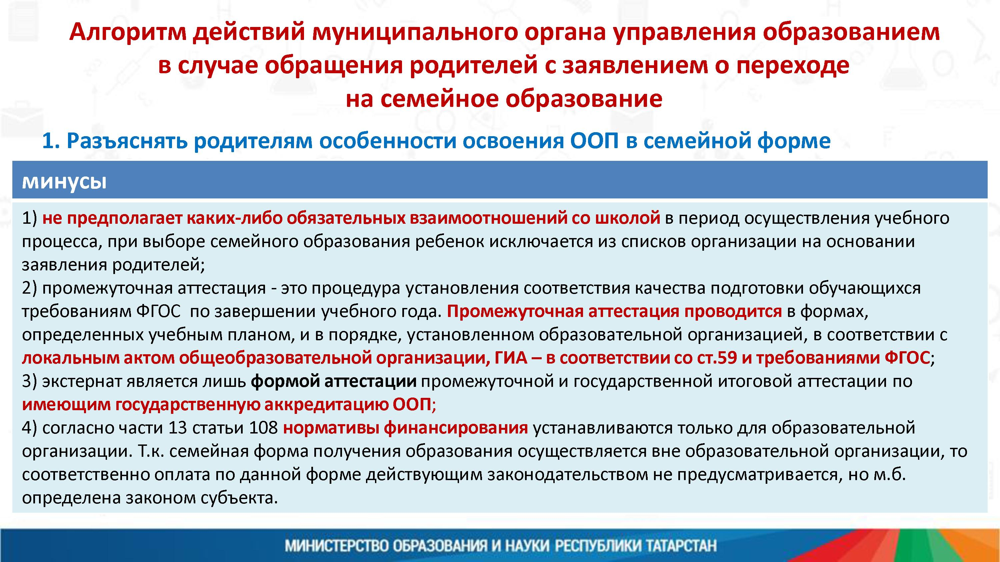 Алгоритм действий муниципального органа управления образованием
в случае обращения родителей с заявлением о переходе
на семейное образование
1. Разъяснять родителям особенности освоения ООП в семейной форме
минусы
1) не предполагает каких-либо обязательных взаимоотношений со школой в период осуществления учебного
процесса, при выборе семейного образования ребенок исключается из списков организации на основании
заявления родителей;
2) промежуточная аттестация - это процедура установления соответствия качества подготовки обучающихся
требованиям ФГОС  по завершении учебного года. Промежуточная аттестация проводится в формах,
определенных учебным планом, и в порядке, установленном образовательной организацией, в соответствии с
локальным актом общеобразовательной организации, ГИА – в соответствии со ст.59 и требованиями ФГОС;
3) экстернат является лишь формой аттестации промежуточной и государственной итоговой аттестации по
имеющим государственную аккредитацию ООП;
4) согласно части 13 статьи 108 нормативы финансирования устанавливаются только для образовательной
организации. Т.к. семейная форма получения образования осуществляется вне образовательной организации, то
соответственно оплата по данной форме действующим законодательством не предусматривается, но м.б.
определена законом субъекта.
МИНИСТЕРСТВО ОБРАЗОВАНИЯ И НАУКИ РЕСПУБЛИКИ ТАТАРСТАН